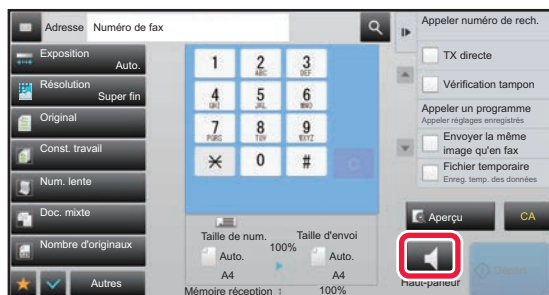 Adresse
Numéro de fax
Exposition
Auto.
Résolution
Super fin
Original
Const. travail
Num. lente
Doc. mixte
Nombre d'originaux
Autres
1
2
ABC
3
DEF
4
GHI
5
JKL
6
MNO
7
PQRS
8
TUV
9
WXYZ
0
#
C
Taille de num.
100%
Taille d'envoi
Auto.
A4
Auto.
A4
Mémoire réception :
100%
Appeler numéro de rech.
TX directe
Vérification tampon
Appeler un programme
Appeler réglages enregistrés
Envoyer la même
image qu'en fax
Fichier temporaire
Enreg. temp. des données
Aperçu
CA
Haut-parleur
Départ